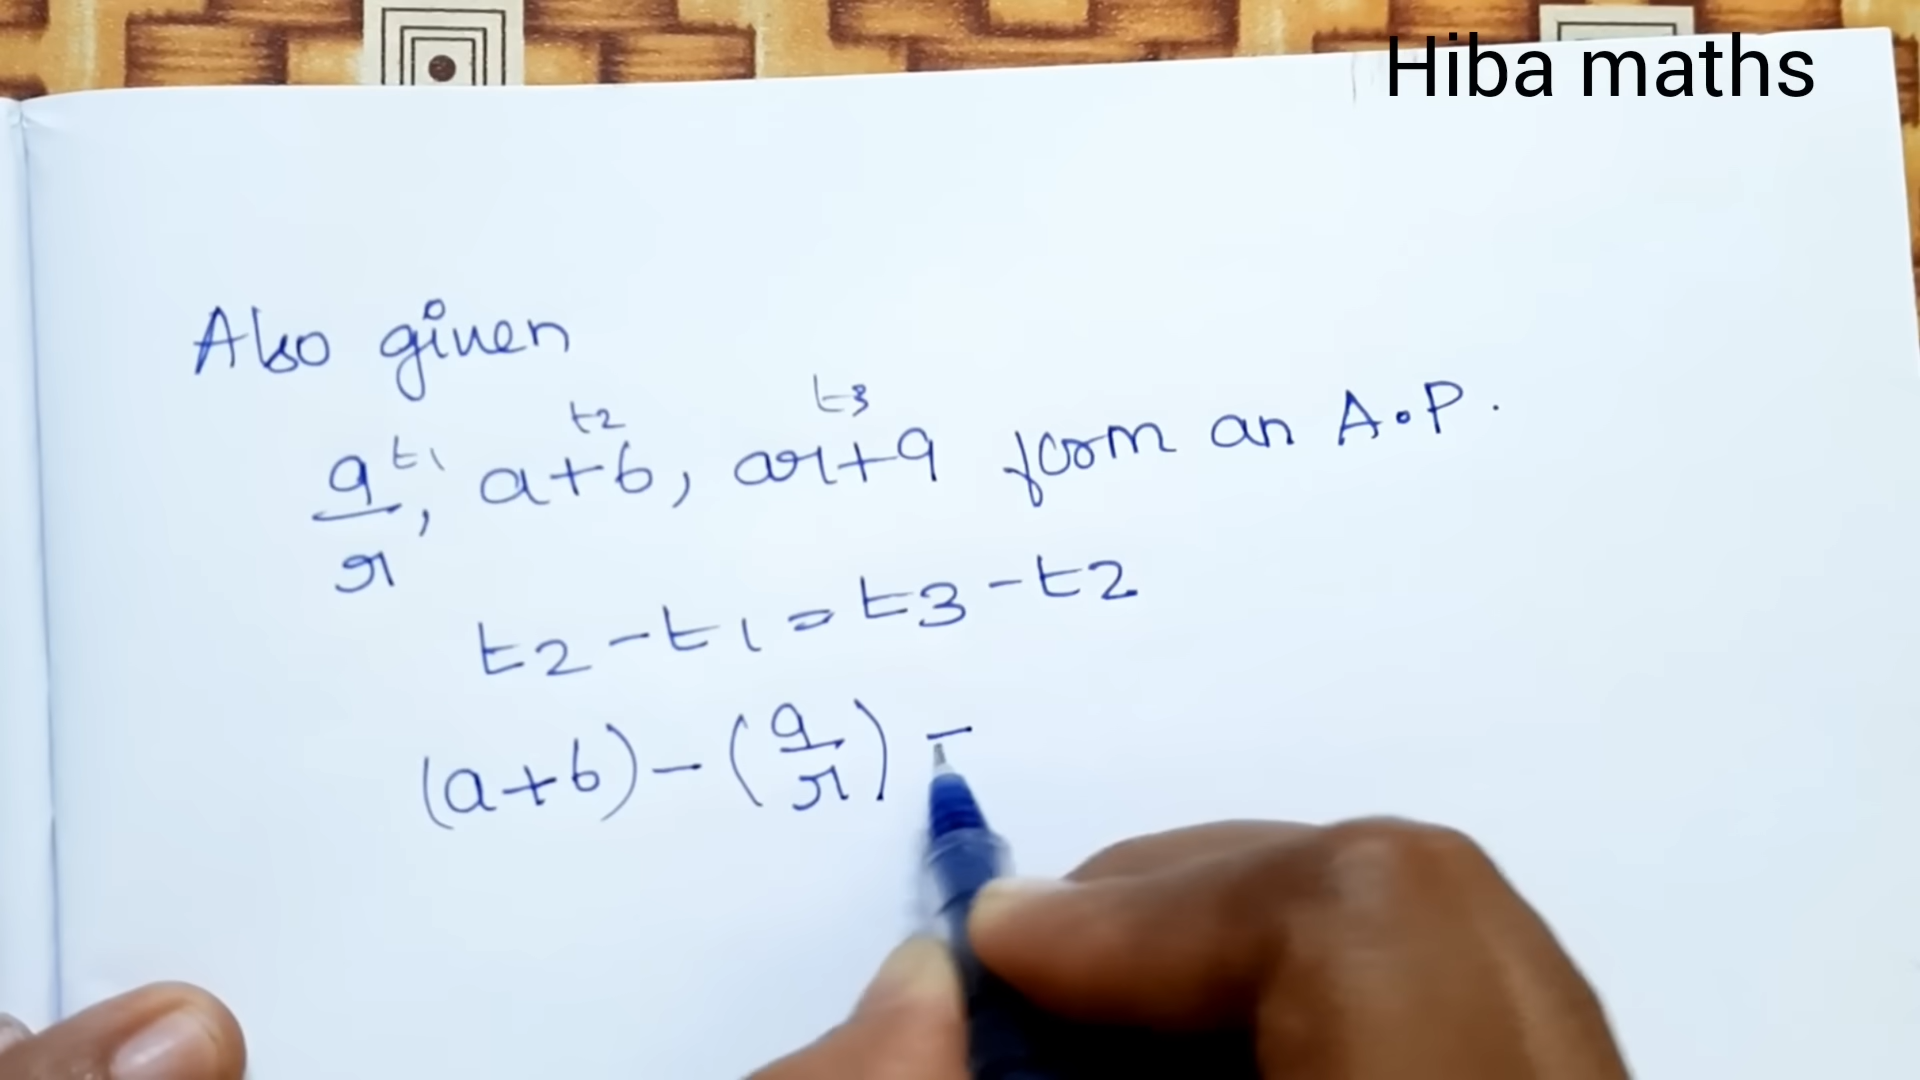 Hiba maths
Also given
t1 t2 t3
a/r, a+6, ar+9 form an A.P.
t2 - t1 = t3 - t2
(a+6) - (a/r) =